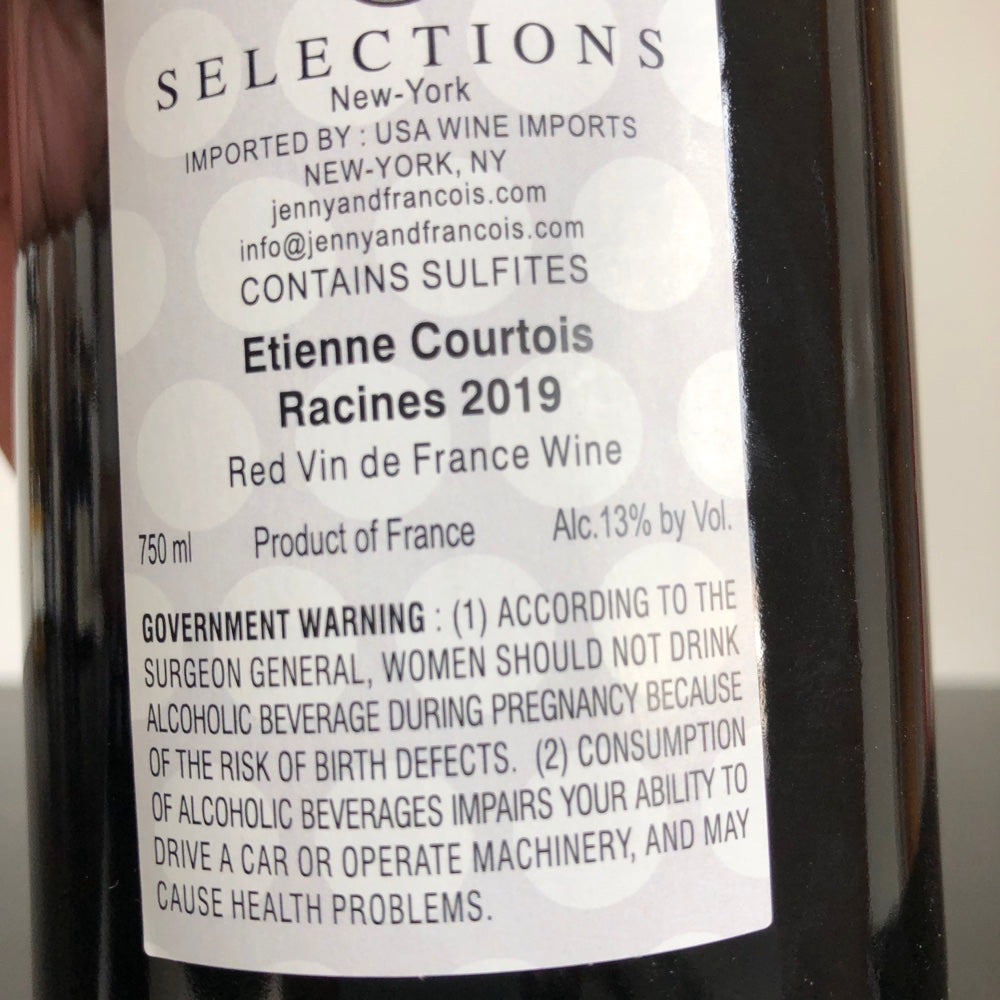 SELECTIONS
New-York
IMPORTED BY : USA WINE IMPORTS
NEW-YORK, NY
jennyandfrancois.com
info@jennyandfrancois.com
CONTAINS SULFITES
Etienne Courtois
Racines 2019
Red Vin de France Wine
750 ml Product of France Alc.13% by Vol.
GOVERNMENT WARNING : (1) ACCORDING TO THE
SURGEON GENERAL, WOMEN SHOULD NOT DRINK
ALCOHOLIC BEVERAGE DURING PREGNANCY BECAUSE
OF THE RISK OF BIRTH DEFECTS. (2) CONSUMPTION
OF ALCOHOLIC BEVERAGES IMPAIRS YOUR ABILITY TO
DRIVE A CAR OR OPERATE MACHINERY, AND MAY
CAUSE HEALTH PROBLEMS.